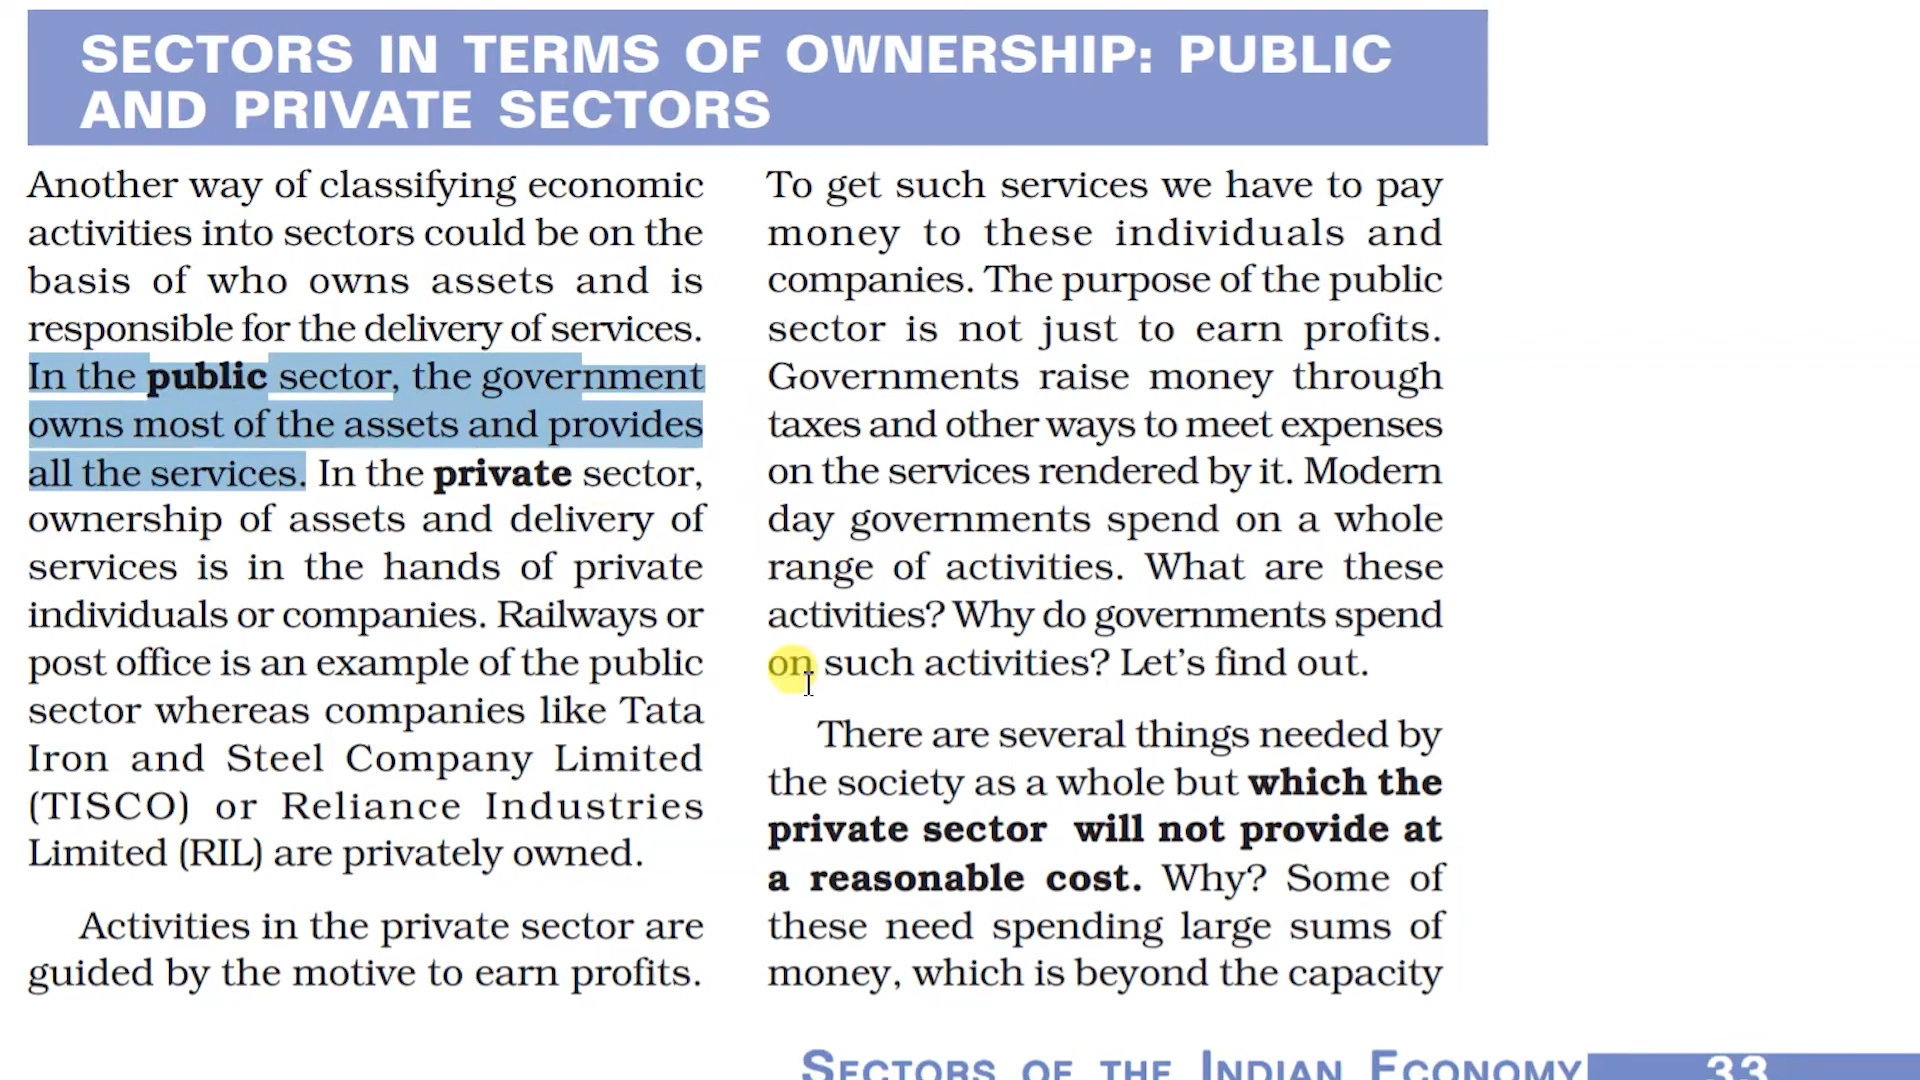 SECTORS IN TERMS OF OWNERSHIP: PUBLIC
AND PRIVATE SECTORS
Another way of classifying economic
activities into sectors could be on the
basis of who owns assets and is
responsible for the delivery of services.
In the public sector, the government
owns most of the assets and provides
all the services. In the private sector,
ownership of assets and delivery of
services is in the hands of private
individuals or companies. Railways or
post office is an example of the public
sector whereas companies like Tata
Iron and Steel Company Limited
(TISCO) or Reliance Industries
Limited (RIL) are privately owned.
Activities in the private sector are
guided by the motive to earn profits.
To get such services we have to pay
money to these individuals and
companies. The purpose of the public
sector is not just to earn profits.
Governments raise money through
taxes and other ways to meet expenses
on the services rendered by it. Modern
day governments spend on a whole
range of activities. What are these
activities? Why do governments spend
on such activities? Let's find out.
There are several things needed by
the society as a whole but which the
private sector will not provide at
a reasonable cost. Why? Some of
these need spending large sums of
money, which is beyond the capacity
SECTORS OF THE INDIAN ECONOMY 33